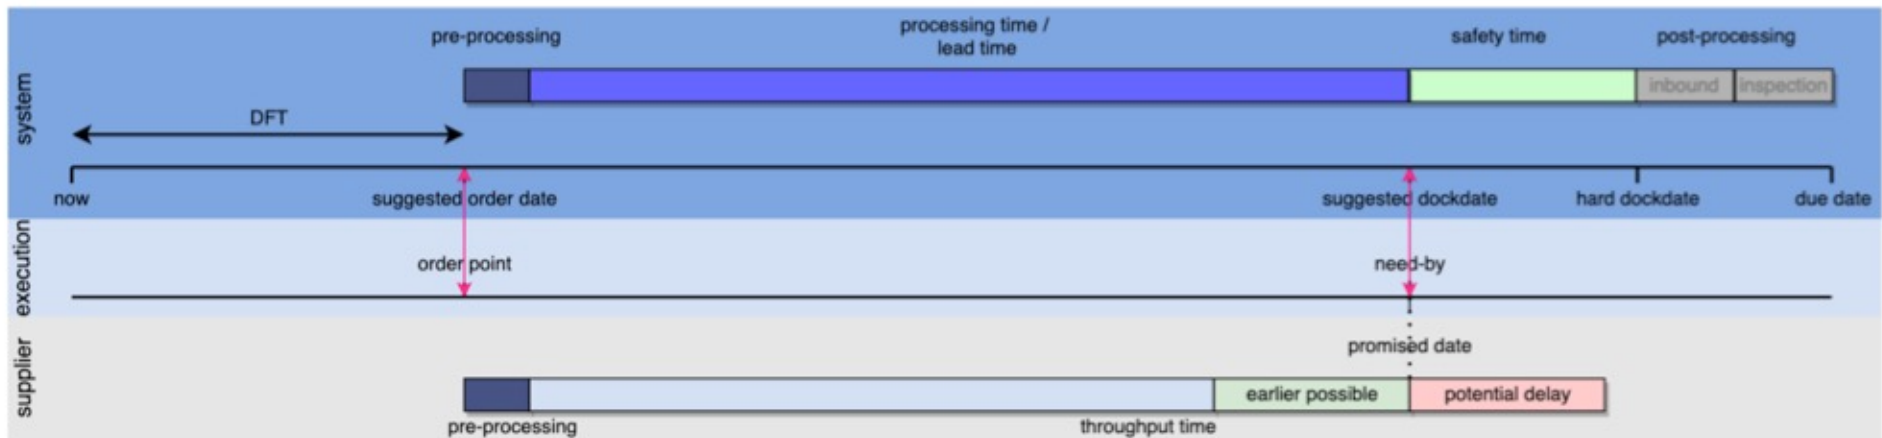 processing time /
lead time
pre-processing
safety time
post-processing
inbound
inspection
system
DFT
now
suggested order date
suggested dockdate
hard dockdate
due date
execution
order point
need-by
supplier
promised date
earlier possible
potential delay
pre-processing
throughput time